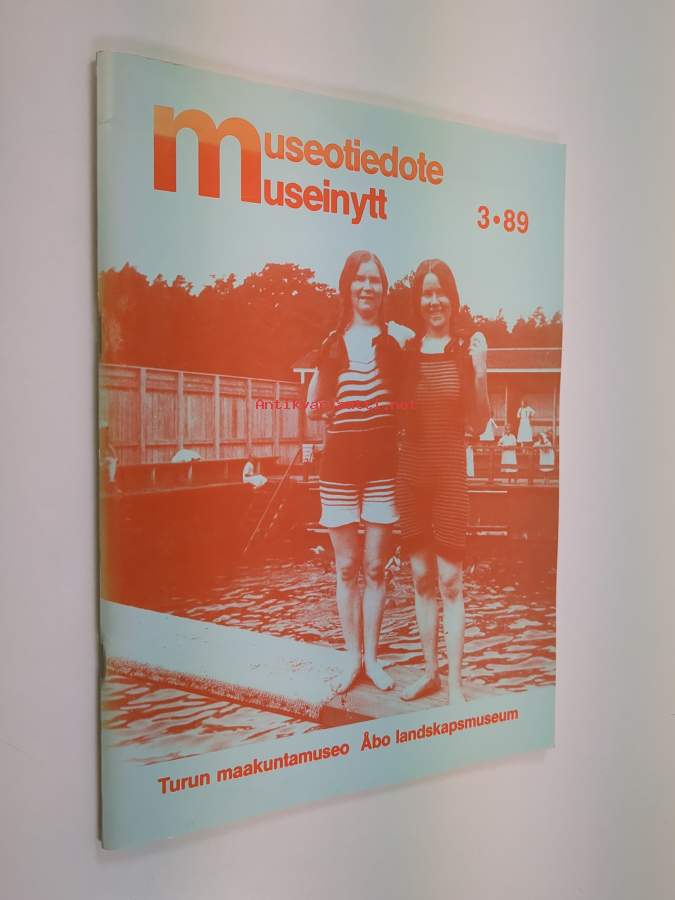 Museotiedote
Museinytt
3•89
Antikvariaatti.net
Turun maakuntamuseo Åbo landskapsmuseum